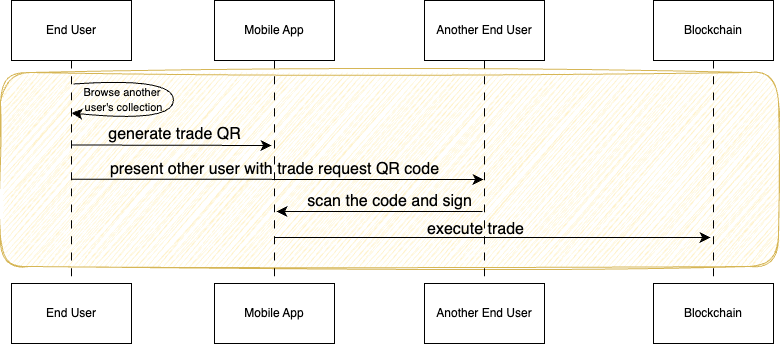 End User
Mobile App
Another End User
Blockchain
Browse another
user's collection
generate trade QR
present other user with trade request QR code
scan the code and sign
execute trade
End User
Mobile App
Another End User
Blockchain